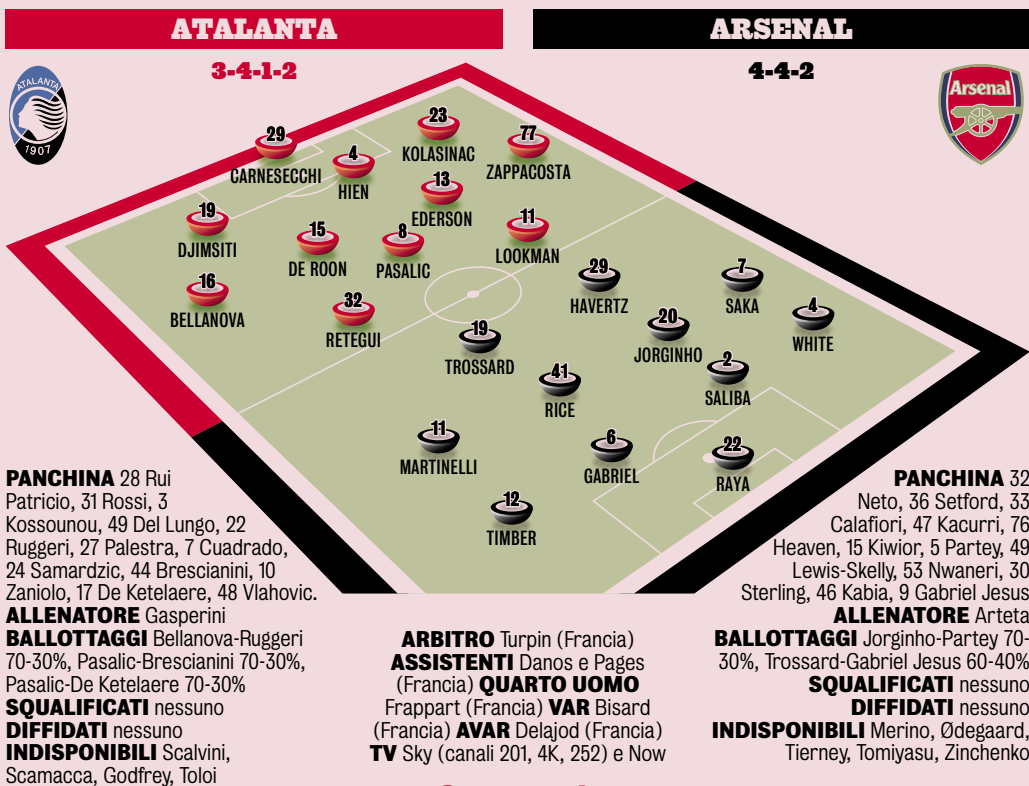 ATALANTA
3-4-1-2
ATALANTA
1907
ARSENAL
4-4-2
Arsenal
29
CARNESECCHI
4
HIEN
23
KOLASINAC
77
ZAPPACOSTA
19
DJIMSITI
15
DE ROON
8
PASALIC
13
EDERSON
11
LOOKMAN
16
BELLANOVA
32
RETEGUI
29
HAVERTZ
7
SAKA
4
WHITE
19
TROSSARD
20
JORGINHO
41
RICE
2
SALIBA
11
MARTINELLI
6
GABRIEL
22
RAYA
12
TIMBER
PANCHINA 28 Rui
Patricio, 31 Rossi, 3
Kossounou, 49 Del Lungo, 22
Ruggeri, 27 Palestra, 7 Cuadrado,
24 Samardzic, 44 Brescianini, 10
Zaniolo, 17 De Ketelaere, 48 Vlahovic.
ALLENATORE Gasperini
BALLOTTAGGI Bellanova-Ruggeri
70-30%, Pasalic-Brescianini 70-30%,
Pasalic-De Ketelaere 70-30%
SQUALIFICATI nessuno
DIFFIDATI nessuno
INDISPONIBILI Scalvini,
Scamacca, Godfrey, Toloi
ARBITRO Turpin (Francia)
ASSISTENTI Danos e Pages
(Francia) QUARTO UOMO
Frappart (Francia) VAR Bisard
(Francia) AVAR Delajod (Francia)
TV Sky (canali 201, 4K, 252) e Now
PANCHINA 32
Neto, 36 Setford, 33
Calafiori, 47 Kacurri, 76
Heaven, 15 Kiwior, 5 Partey, 49
Lewis-Skelly, 53 Nwaneri, 30
Sterling, 46 Kabia, 9 Gabriel Jesus
ALLENATORE Arteta
BALLOTTAGGI Jorginho-Partey 70-
30%, Trossard-Gabriel Jesus 60-40%
SQUALIFICATI nessuno
DIFFIDATI nessuno
INDISPONIBILI Merino, Ødegaard,
Tierney, Tomiyasu, Zinchenko